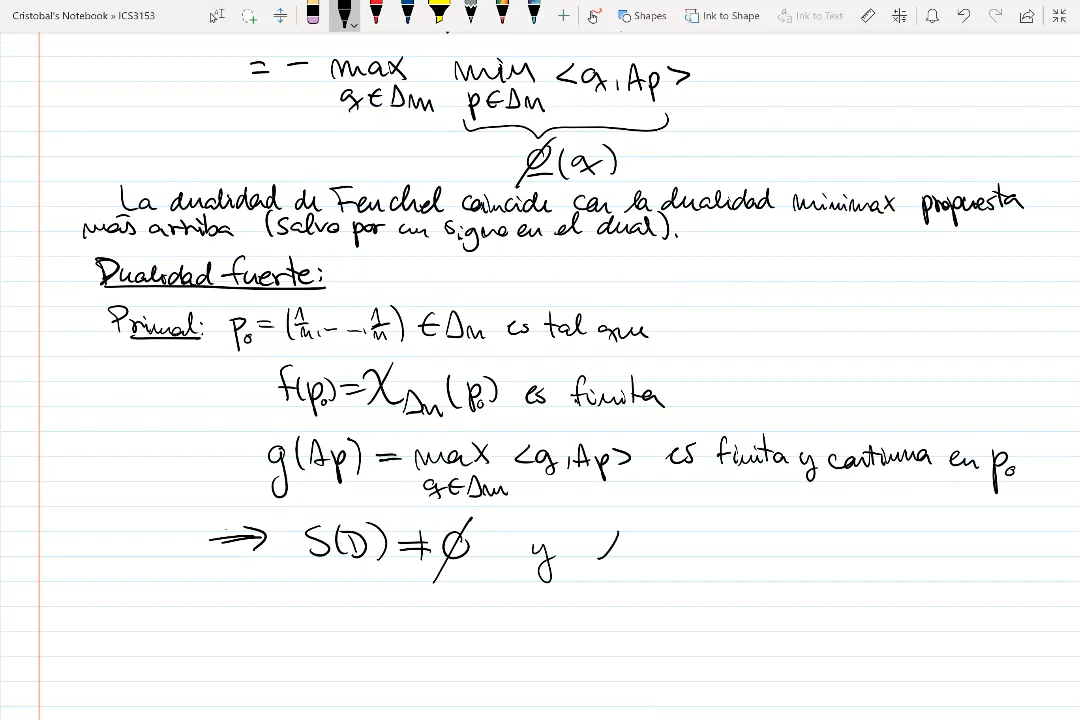 Cristobal's Notebook » ICS3153
Shapes Ink to Shape Ink to Text
= - max min <q, Ap>
q∈Δm p∈Δn
φ(q)
La dualidad de Fenchel coincide con la dualidad minimax propuesta
más arriba (salvo por un signo en el dual).
Dualidad fuerte:
Primal: p₀ = (1/n, - -, 1/n) ∈ Δn es tal que
f(p₀) = χ_Δn (p₀) es finita
g(Ap) = max <q, Ap> es finita y continua en p₀
q∈Δm
⇒ S(D) ≠ ∅ y